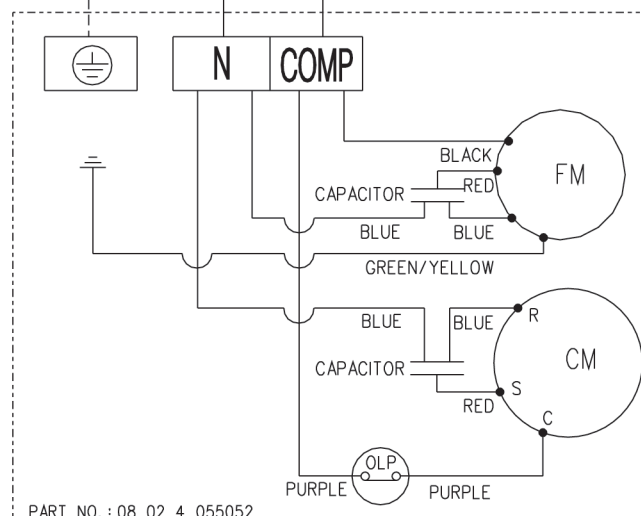 N COMP
BLACK
FM
RED
CAPACITOR
BLUE BLUE
GREEN/YELLOW
R
BLUE BLUE
CM
CAPACITOR
S
RED
C
OLP
PURPLE PURPLE
PART NO.:08 02 4 055052